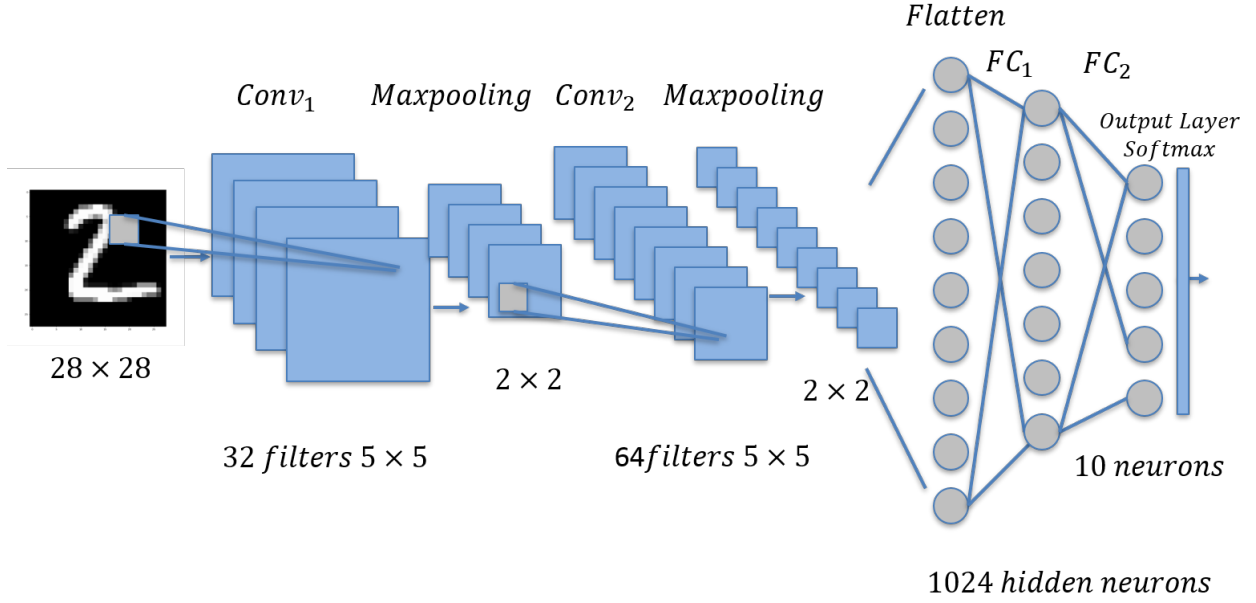 Flatten
FC₁
FC₂
Conv₁
Maxpooling
Conv₂
Maxpooling
Output Layer
Softmax
28 × 28
2 × 2
2 × 2
32 filters 5 × 5
64filters 5 × 5
10 neurons
1024 hidden neurons